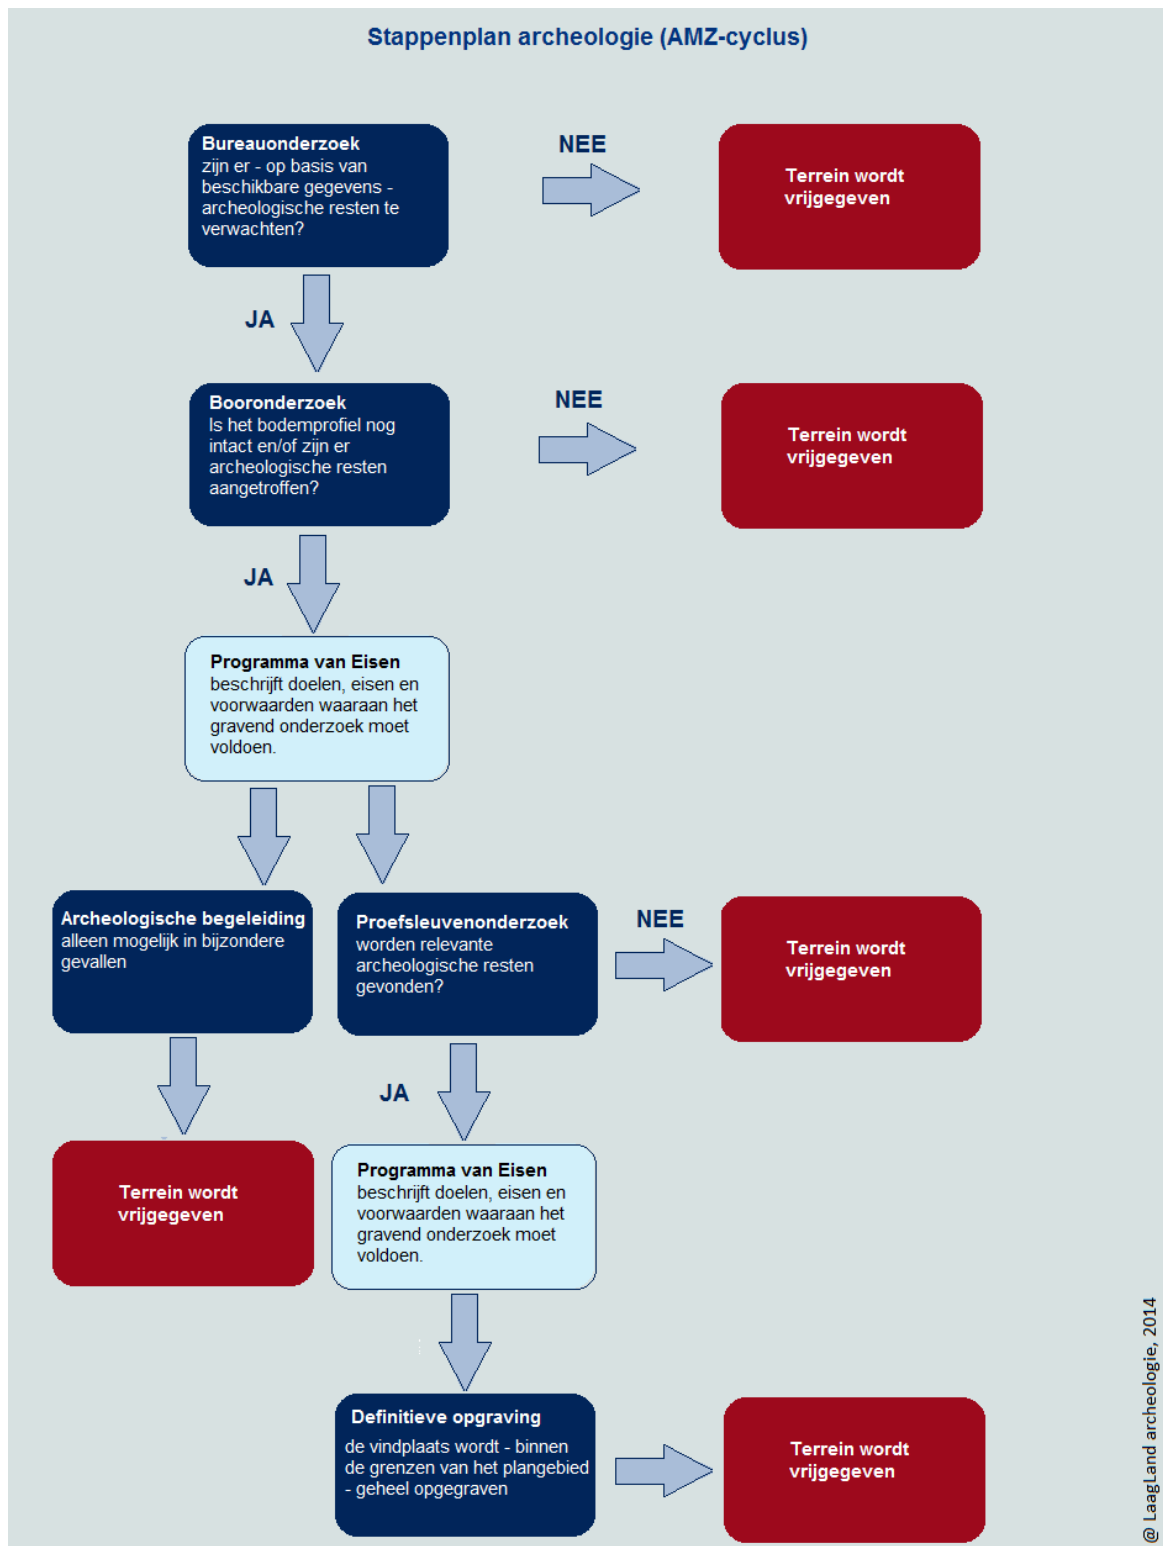 Stappenplan archeologie (AMZ-cyclus)
Bureauonderzoek
zijn er - op basis van
beschikbare gegevens -
archeologische resten te
verwachten?
NEE
Terrein wordt
vrijgegeven
JA
Booronderzoek
Is het bodemprofiel nog
intact en/of zijn er
archeologische resten
aangetroffen?
NEE
Terrein wordt
vrijgegeven
JA
Programma van Eisen
beschrijft doelen, eisen en
voorwaarden waaraan het
gravend onderzoek moet
voldoen.
Archeologische begeleiding
alleen mogelijk in bijzondere
gevallen
Proefsleuvenonderzoek
worden relevante
archeologische resten
gevonden?
NEE
Terrein wordt
vrijgegeven
JA
Terrein wordt
vrijgegeven
Programma van Eisen
beschrijft doelen, eisen en
voorwaarden waaraan het
gravend onderzoek moet
voldoen.
Definitieve opgraving
de vindplaats wordt - binnen
de grenzen van het plangebied
- geheel opgegraven
Terrein wordt
vrijgegeven
@ LaagLand archeologie, 2014